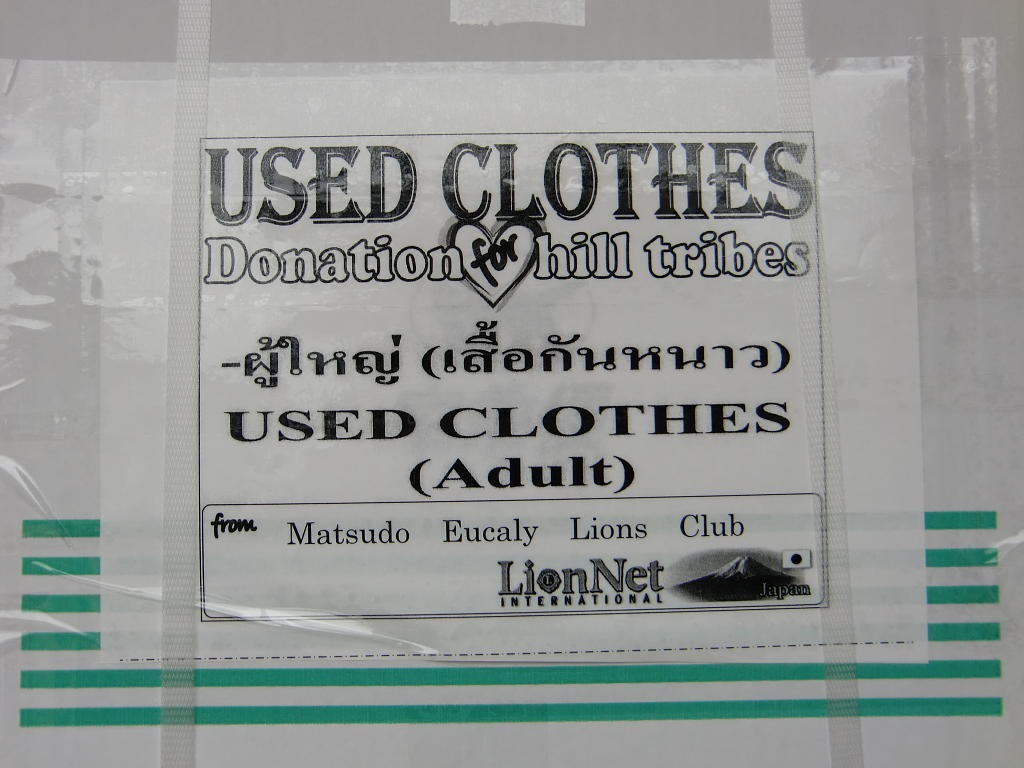 USED CLOTHES
Donation for hill tribes
-ผู้ใหญ่ (เสื้อกันหนาว)
USED CLOTHES
(Adult)
from Matsudo Eucaly Lions Club
LionNet
INTERNATIONAL
Japan